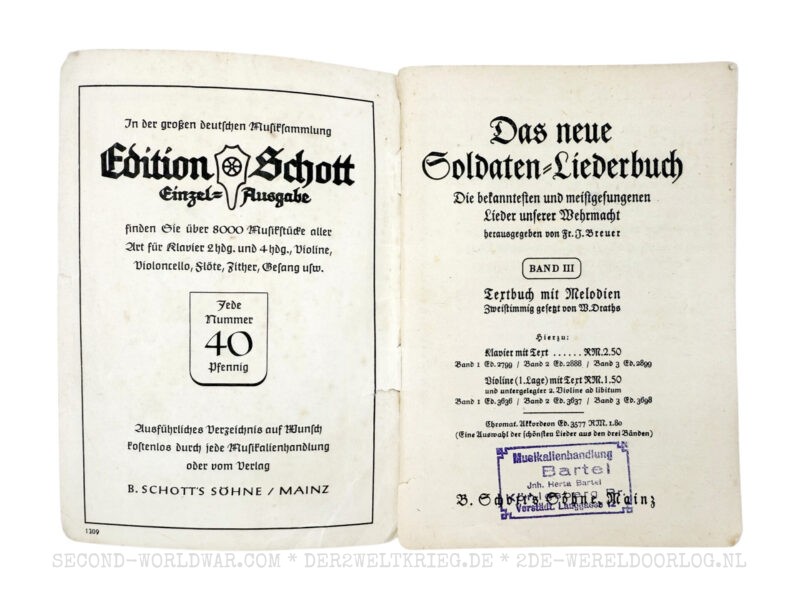 In der großen deutschen Musiksammlung
Edition Schott
Einzel=Ausgabe
finden Sie über 8000 Musikstücke aller
Art für Klavier 2hdg. und 4hdg., Violine,
Violoncello, Flöte, Zither, Gesang usw.
Jede
Nummer
40
Pfennig
Ausführliches Verzeichnis auf Wunsch
kostenlos durch jede Musikalienhandlung
oder vom Verlag
B. SCHOTT'S SÖHNE / MAINZ
1209
Das neue
Soldaten=Liederbuch
Die bekanntesten und meistgesungenen
Lieder unserer Wehrmacht
herausgegeben von Fr. J. Breuer
BAND III
Textbuch mit Melodien
Zweistimmig gesetzt von W. Draths
Hierzu:
Klavier mit Text ...... RM. 2.50
Band 1 Ed. 2799 / Band 2 Ed. 2888 / Band 3 Ed. 2899
Violine (1. Lage) mit Text RM. 1.50
und untergelegter 2. Violine ad libitum
Band 1 Ed. 3636 / Band 2 Ed. 3637 / Band 3 Ed. 3698
Chromat. Akkordeon Ed. 3577 RM. 1.80
(Eine Auswahl der schönsten Lieder aus den drei Bänden)
Musikalienhandlung
Bartel
Jnh. Herta Bartel
Königsberg Pr.
B. Schott's Söhne, Mainz
Vorstädt. Langgasse 12
SECOND-WORLDWAR.COM * DER2WELTKRIEG.DE * 2DE-WERELDOORLOG.NL